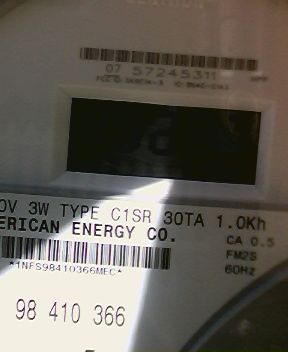 07 57245311
0V 3W TYPE C1SR 30TA 1.0Kh
ERICAN ENERGY CO.
CA 0.5
FM2S
60Hz
*1NFS98410366MEC*
98 410 366